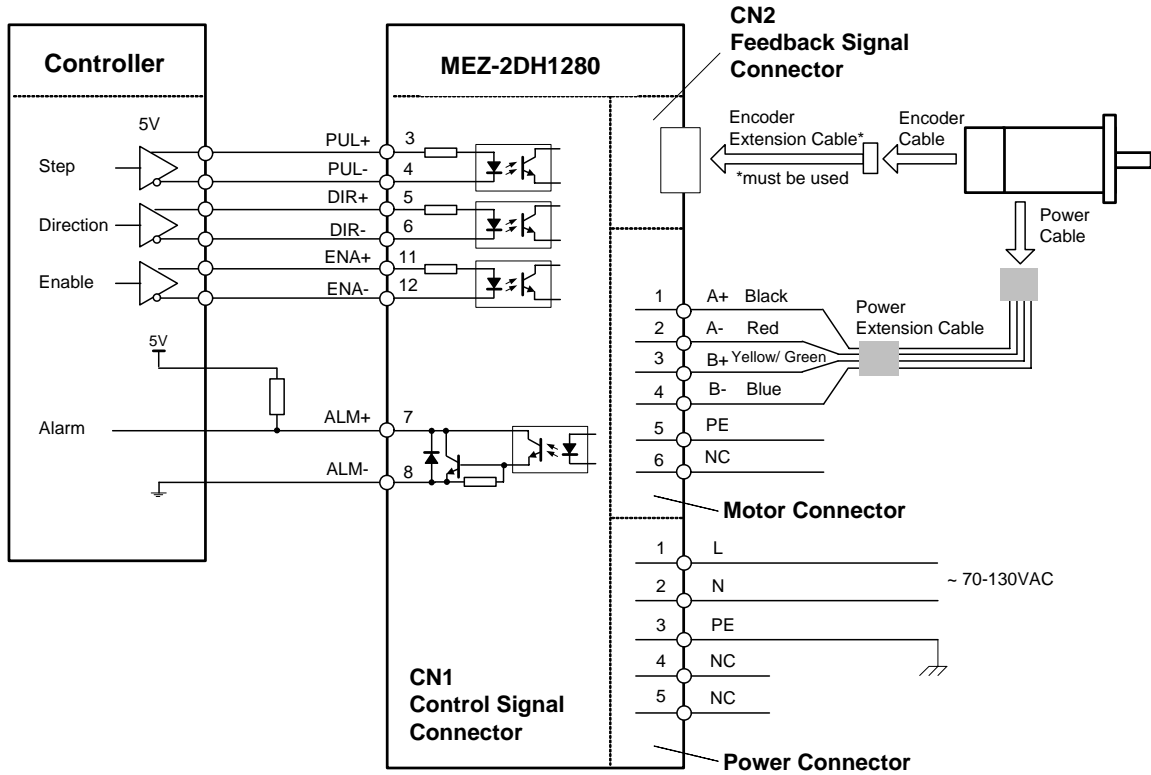 Controller
5V
Step
Direction
Enable
5V
Alarm
PUL+
PUL-
DIR+
DIR-
ENA+
ENA-
ALM+
ALM-
MEZ-2DH1280
3
4
5
6
11
12
7
8
CN1
Control Signal
Connector
CN2
Feedback Signal
Connector
Encoder
Extension Cable*
*must be used
Encoder
Cable
Power
Cable
1 A+ Black
2 A- Red
3 B+ Yellow/ Green
4 B- Blue
5 PE
6 NC
Power
Extension Cable
Motor Connector
1 L
2 N
3 PE
4 NC
5 NC
~ 70-130VAC
Power Connector